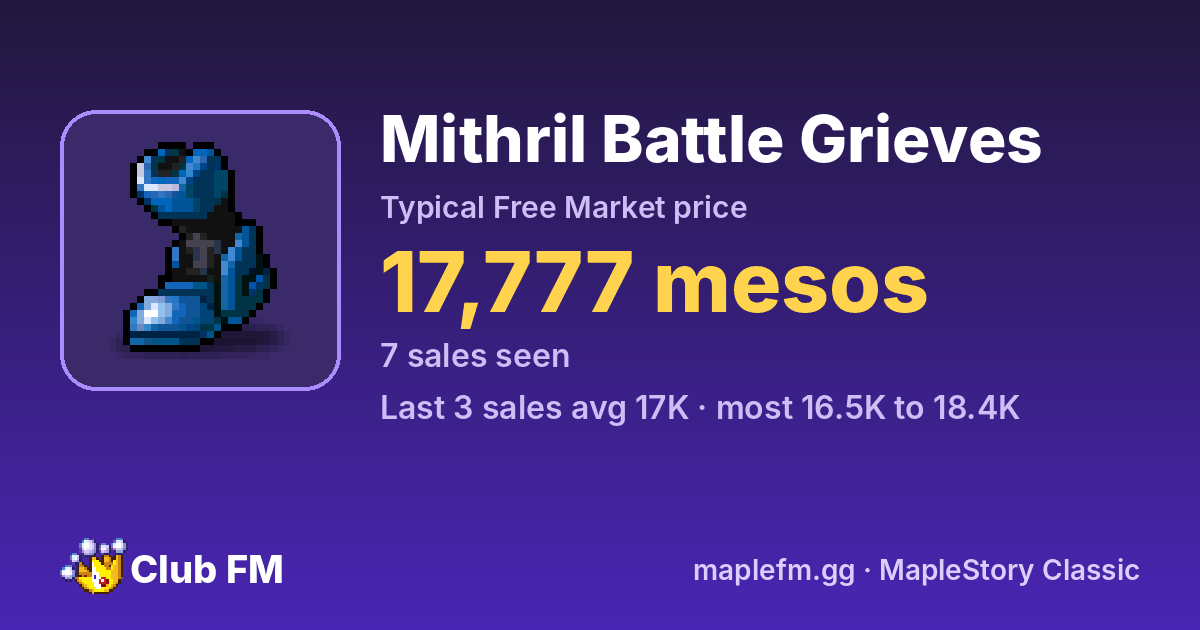 Mithril Battle Grieves
Typical Free Market price
17,777 mesos
7 sales seen
Last 3 sales avg 17K · most 16.5K to 18.4K
Club FM
maplefm.gg · MapleStory Classic